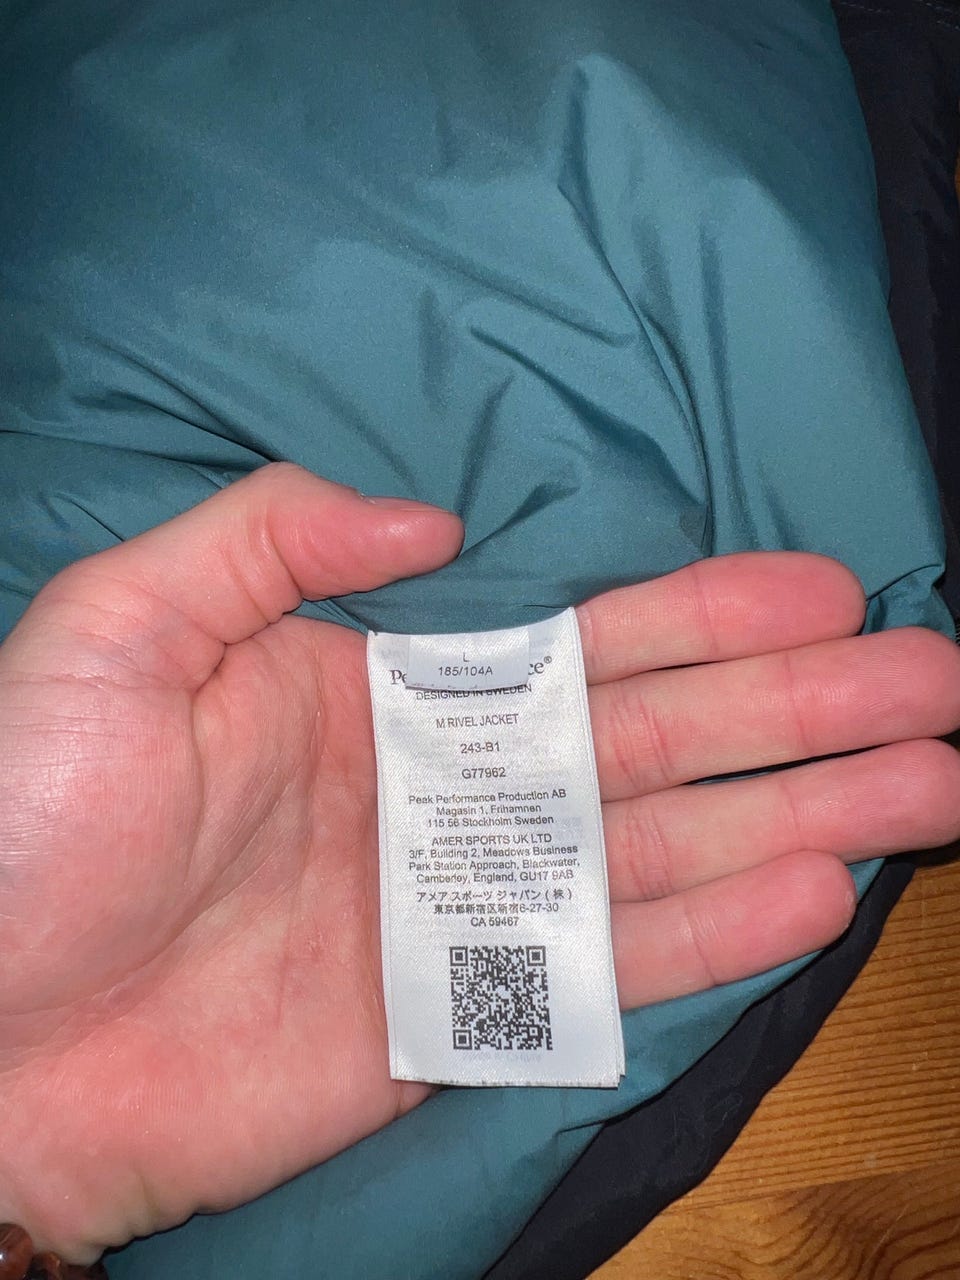 L
185/104A
Pe ce®
DESIGNED IN SWEDEN
M RIVEL JACKET
243-B1
G77962
Peak Performance Production AB
Magasin 1, Frihamnen
115 56 Stockholm Sweden
AMER SPORTS UK LTD
3/F, Building 2, Meadows Business
Park Station Approach, Blackwater,
Camberley, England, GU17 9AB
アメア スポーツ ジャパン ( 株 )
東京都新宿区新宿6-27-30
CA 59467